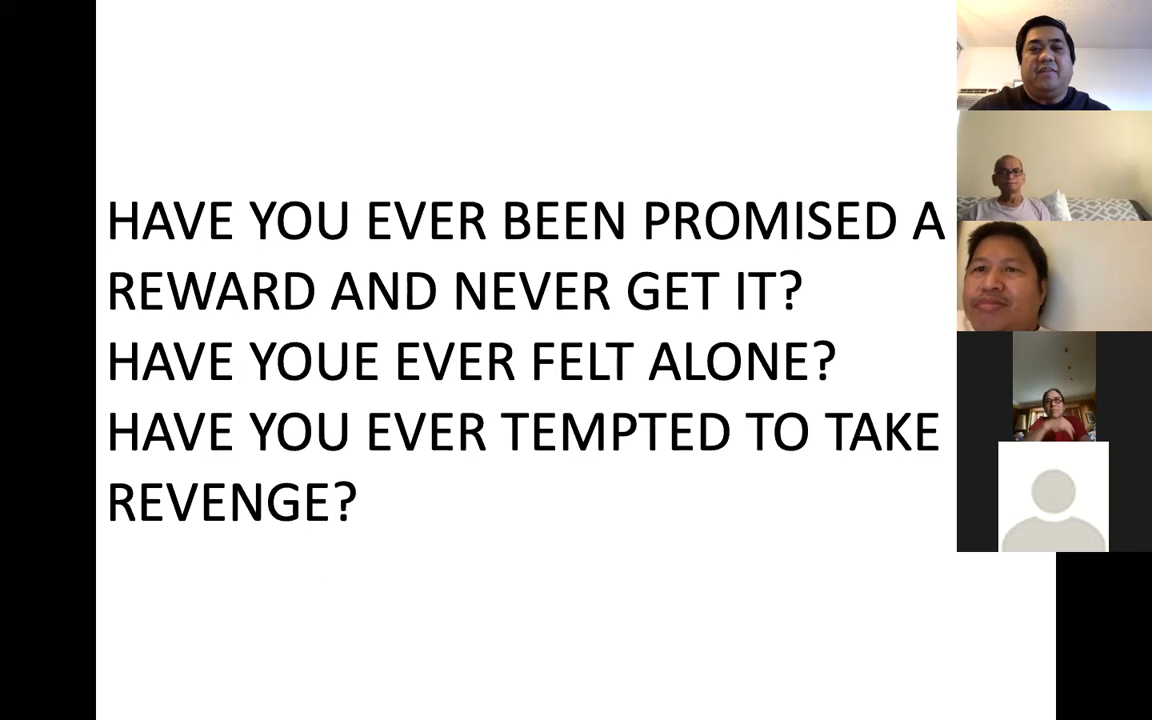 HAVE YOU EVER BEEN PROMISED A
REWARD AND NEVER GET IT?
HAVE YOUE EVER FELT ALONE?
HAVE YOU EVER TEMPTED TO TAKE
REVENGE?